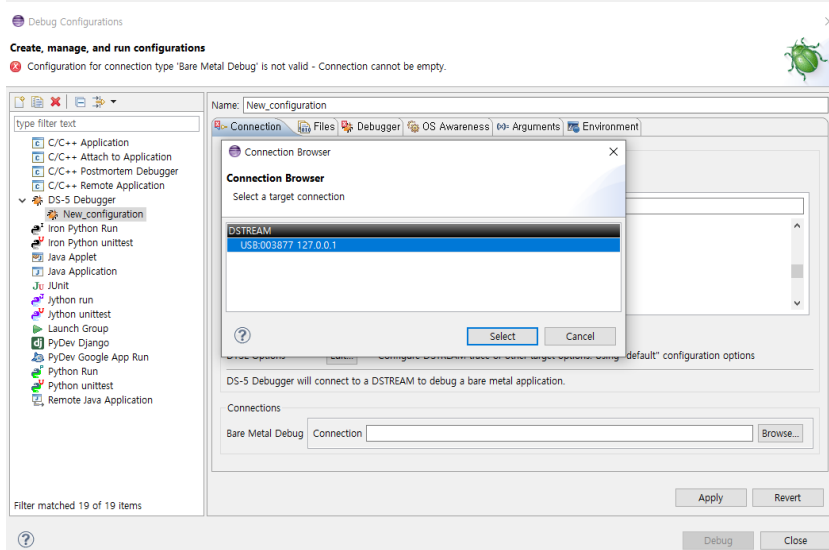 Debug Configurations
Create, manage, and run configurations
Configuration for connection type 'Bare Metal Debug' is not valid - Connection cannot be empty.
type filter text
C/C++ Application
C/C++ Attach to Application
C/C++ Postmortem Debugger
C/C++ Remote Application
DS-5 Debugger
New_configuration
Iron Python Run
Iron Python unittest
Java Applet
Java Application
JUnit
Jython run
Jython unittest
Launch Group
PyDev Django
PyDev Google App Run
Python Run
Python unittest
Remote Java Application
Filter matched 19 of 19 items
Name: New_configuration
Connection Files Debugger OS Awareness Arguments Environment
Connection Browser
Connection Browser
Select a target connection
DSTREAM
USB:003877 127.0.0.1
Select Cancel
DTSL Options Edit... Configure DSTREAM trace or other target options. Using "default" configuration options
DS-5 Debugger will connect to a DSTREAM to debug a bare metal application.
Connections
Bare Metal Debug Connection Browse...
Apply Revert
Debug Close